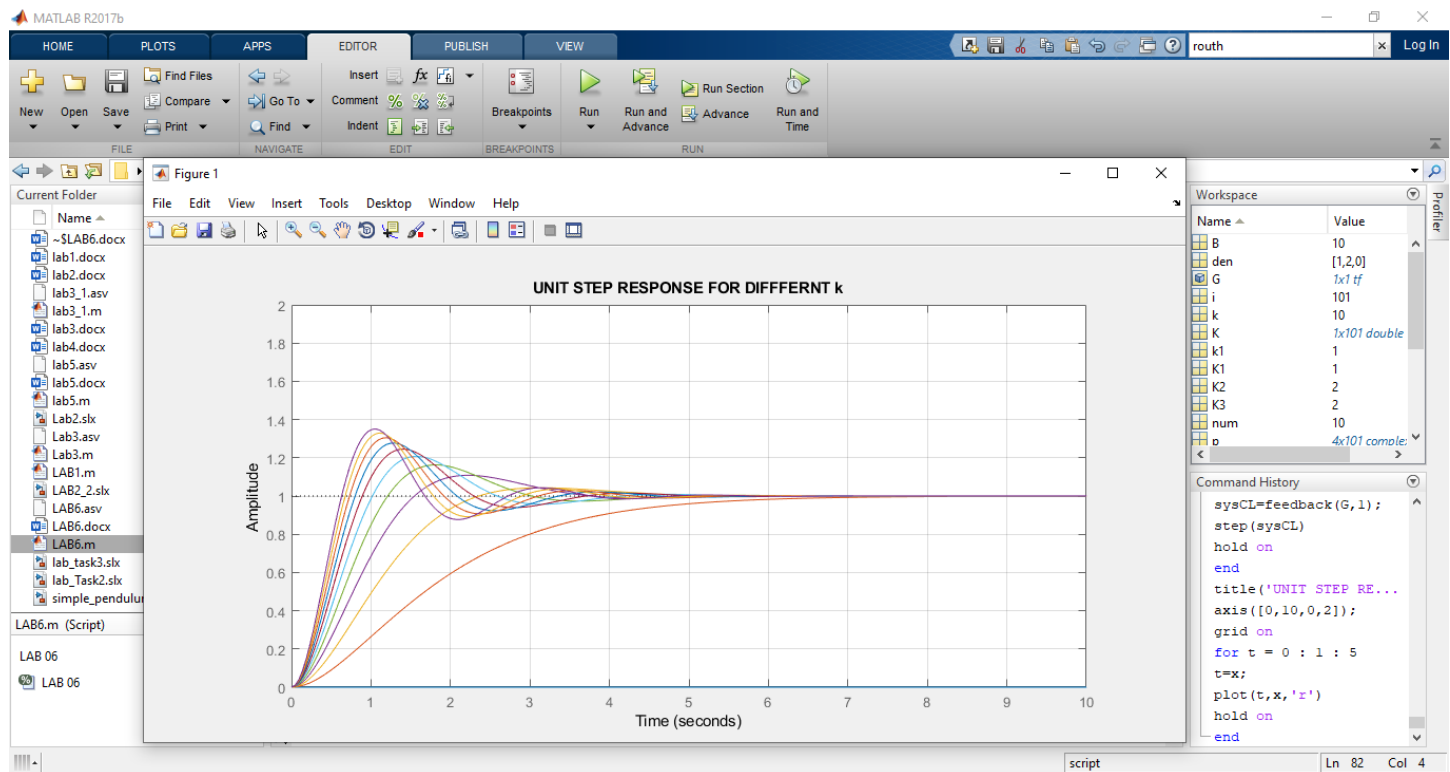 MATLAB R2017b
HOME PLOTS APPS EDITOR PUBLISH VIEW routh Log In
New Open Save Find Files Compare Print Go To Find Insert fx Comment Indent Breakpoints Run Run and Advance Run Section Advance Run and Time
FILE NAVIGATE EDIT BREAKPOINTS RUN
Current Folder
Name
~$LAB6.docx
lab1.docx
lab2.docx
lab3_1.asv
lab3_1.m
lab3.docx
lab4.docx
lab5.asv
lab5.docx
lab5.m
Lab2.slx
Lab3.asv
Lab3.m
LAB1.m
LAB2_2.slx
LAB6.asv
LAB6.docx
LAB6.m
lab_task3.slx
lab_Task2.slx
simple_pendulu
LAB6.m (Script)
LAB 06
LAB 06
Figure 1
File Edit View Insert Tools Desktop Window Help
UNIT STEP RESPONSE FOR DIFFFERNT k
2
1.8
1.6
1.4
1.2
1
0.8
0.6
0.4
0.2
0
Amplitude
0 1 2 3 4 5 6 7 8 9 10
Time (seconds)
Workspace
Name Value
B 10
den [1,2,0]
G 1x1 tf
i 101
k 10
K 1x101 double
k1 1
K1 1
K2 2
K3 2
num 10
p 4x101 comple:
Profiler
Command History
sysCL=feedback(G,1);
step(sysCL)
hold on
end
title('UNIT STEP RE...
axis([0,10,0,2]);
grid on
for t = 0 : 1 : 5
t=x;
plot(t,x,'r')
hold on
end
script Ln 82 Col 4